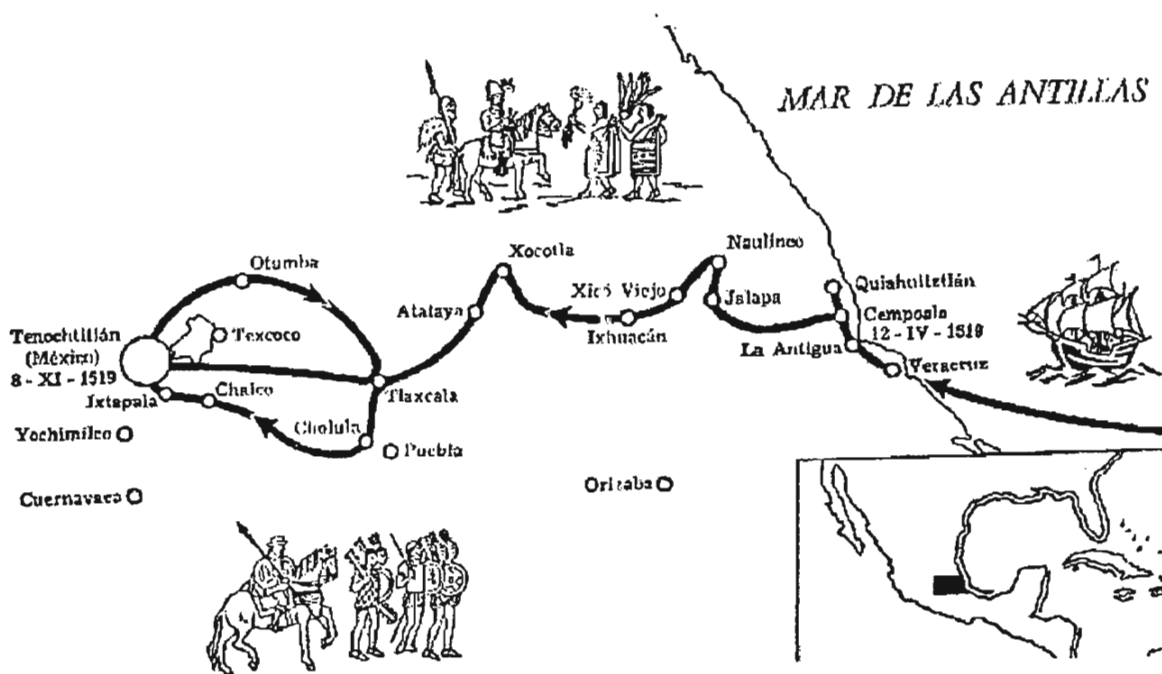 MAR DE LAS ANTILLAS
Naulinco
Xocotla
Otumba
Quiahuitztlán
Xicó Viejo
Jalapa
Atalaya
Cempoala
12 - IV - 1519
Ixhuacán
Tenochtitlán
(México)
8 - XI - 1519
Texcoco
La Antigua
Veracruz
Chalco
Tlaxcala
Ixtapala
Cholula
Yochimilco
Puebla
Cuernavaca
Orizaba